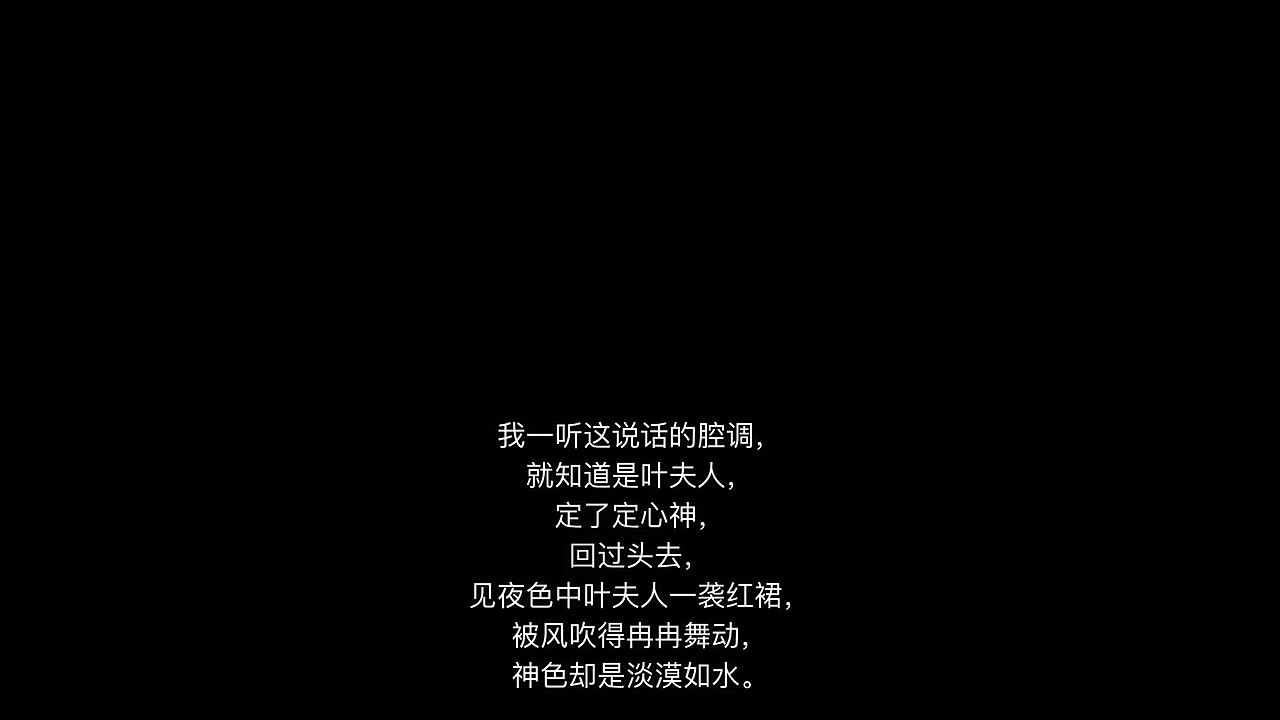 我一听这说话的腔调，
就知道是叶夫人，
定了定心神，
回过头去，
见夜色中叶夫人一袭红裙，
被风吹得冉冉舞动，
神色却是淡漠如水。